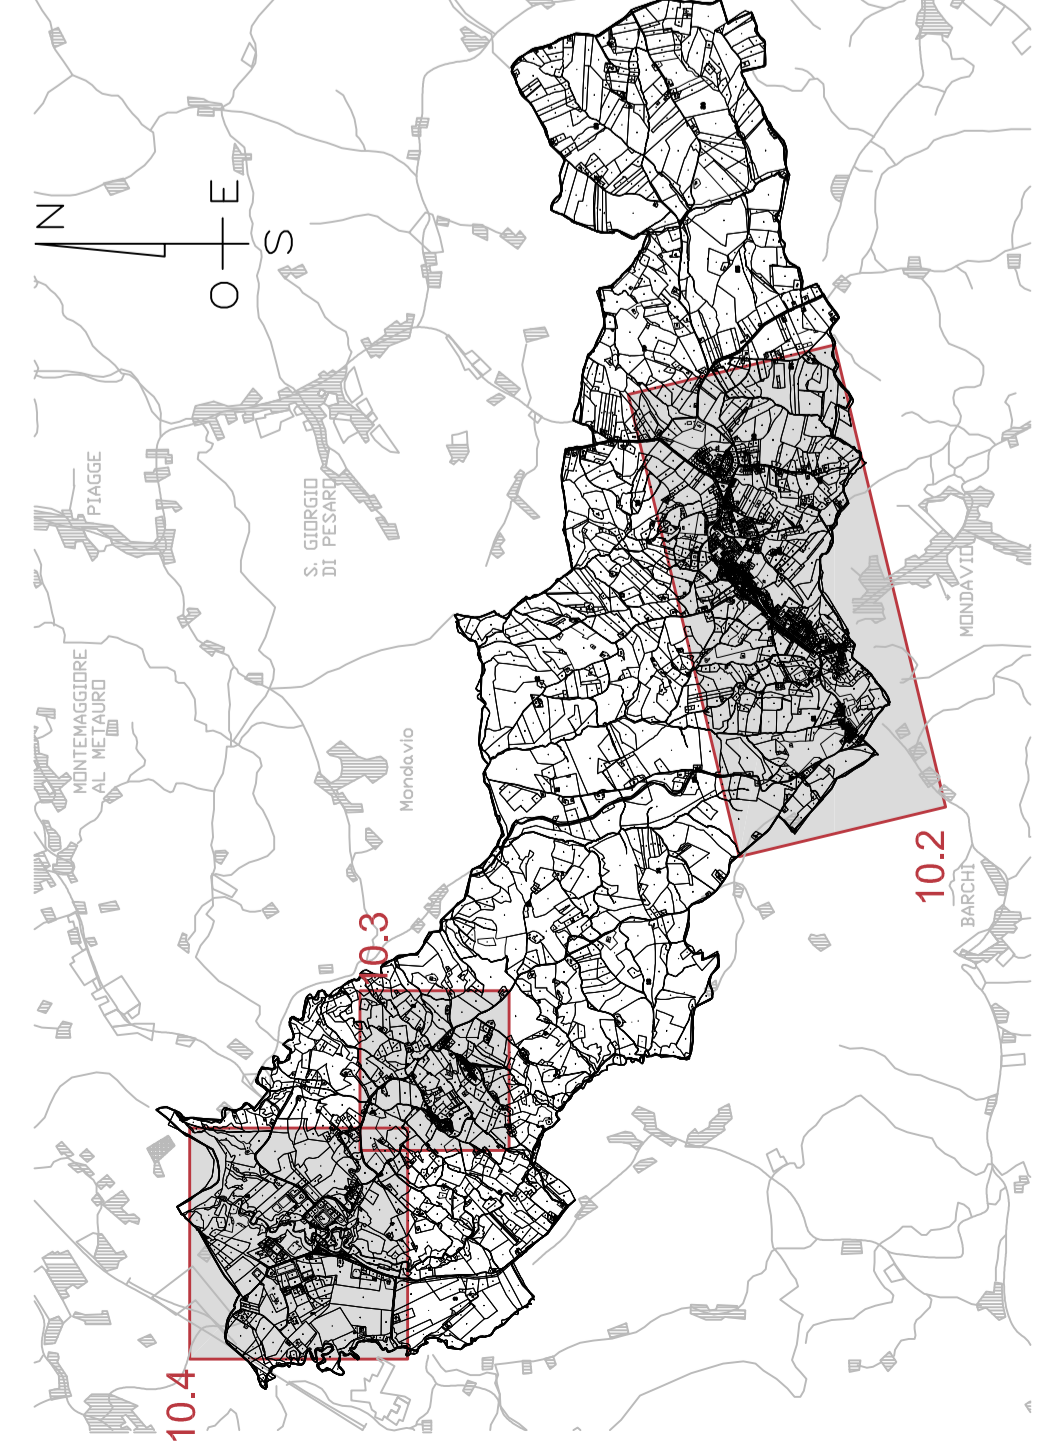 N
O
E
S
PIAGGE
S. GIORGIO
DI PESARO
MONTEMAGGIORE
AL METAURO
Mondavio
MONDAVIO
10.3
10.2
BARCHI
10.4